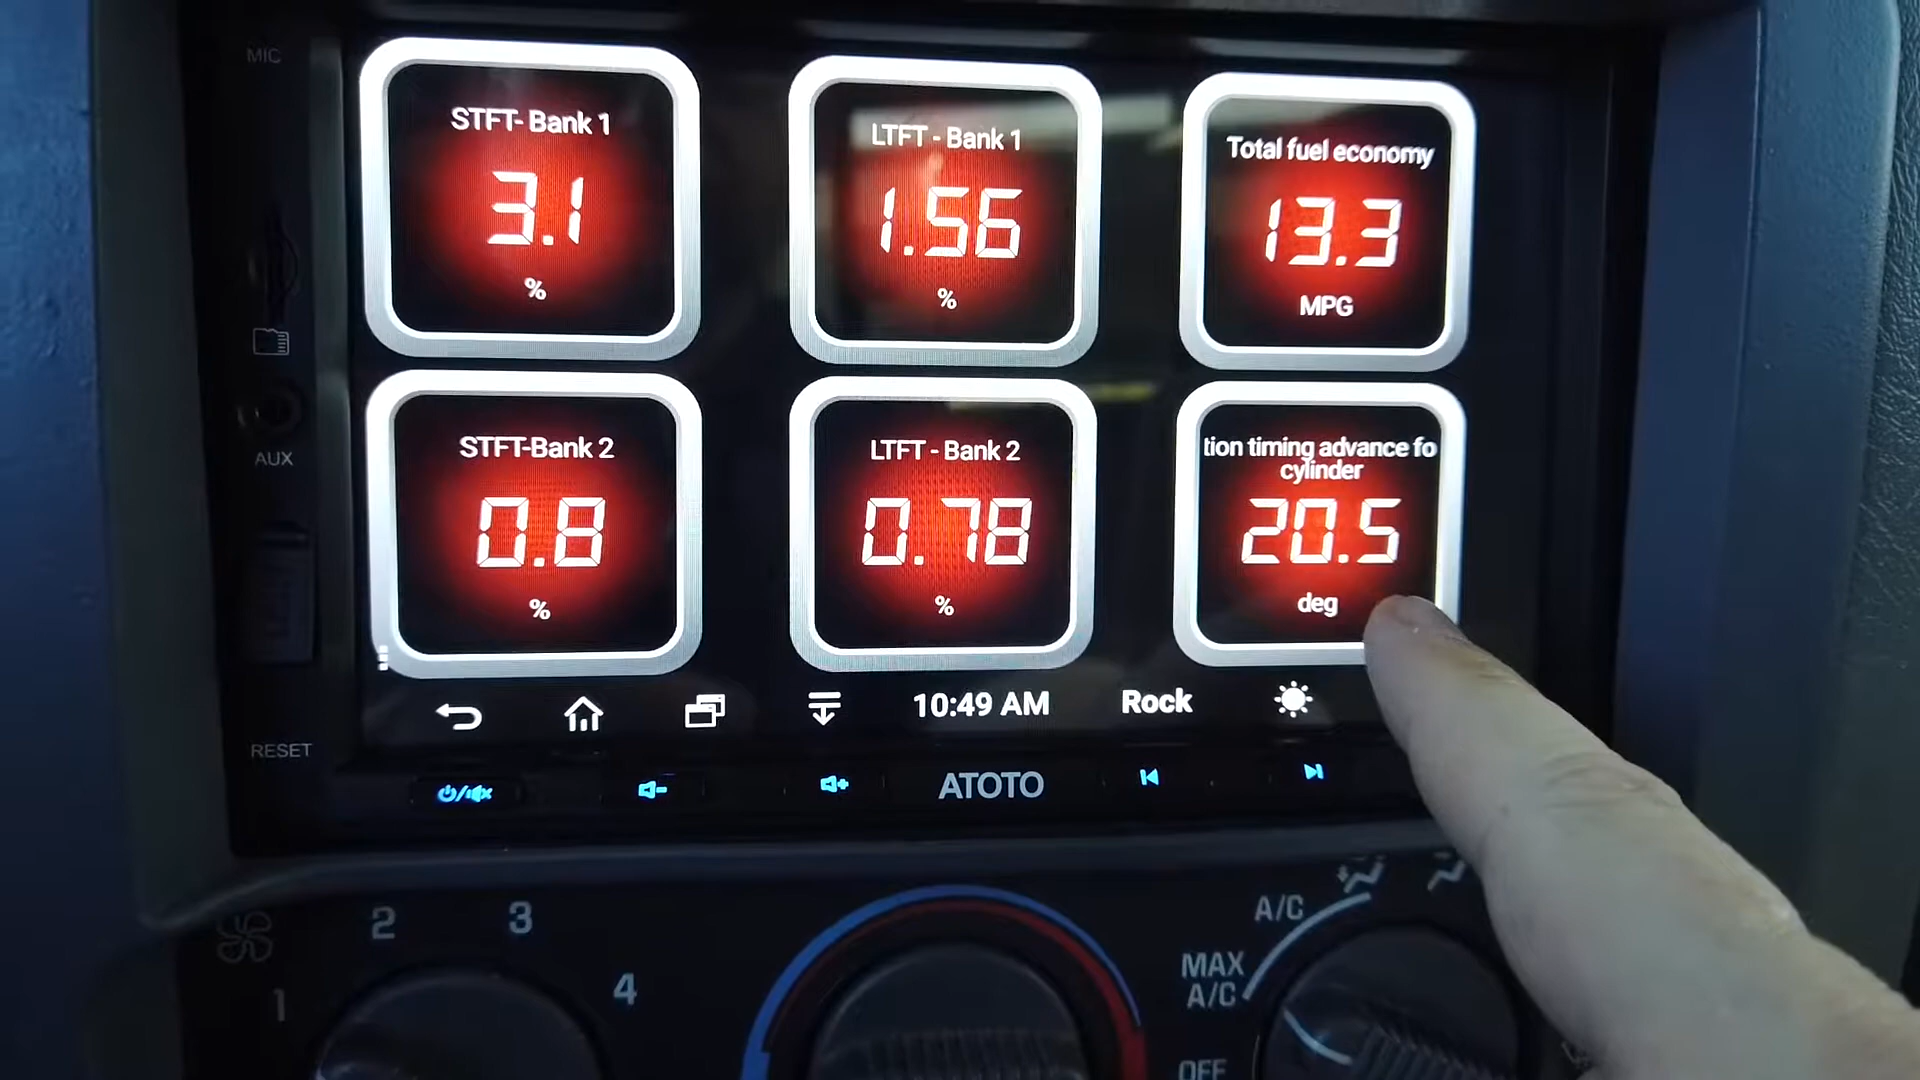 MIC
STFT- Bank 1
3.1
%
LTFT - Bank 1
1.56
%
Total fuel economy
13.3
MPG
STFT-Bank 2
0.8
%
LTFT - Bank 2
0.78
%
tion timing advance fo
cylinder
20.5
deg
AUX
RESET
10:49 AM
Rock
ATOTO
1
2
3
4
A/C
MAX
A/C
OFF